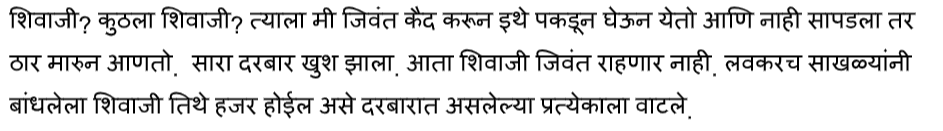 शिवाजी? कुठला शिवाजी? त्याला मी जिवंत कैद करून इथे पकडून घेऊन येतो आणि नाही सापडला तर
ठार मारुन आणतो. सारा दरबार खुश झाला. आता शिवाजी जिवंत राहणार नाही. लवकरच साखळ्यांनी
बांधलेला शिवाजी तिथे हजर होईल असे दरबारात असलेल्या प्रत्येकाला वाटले.